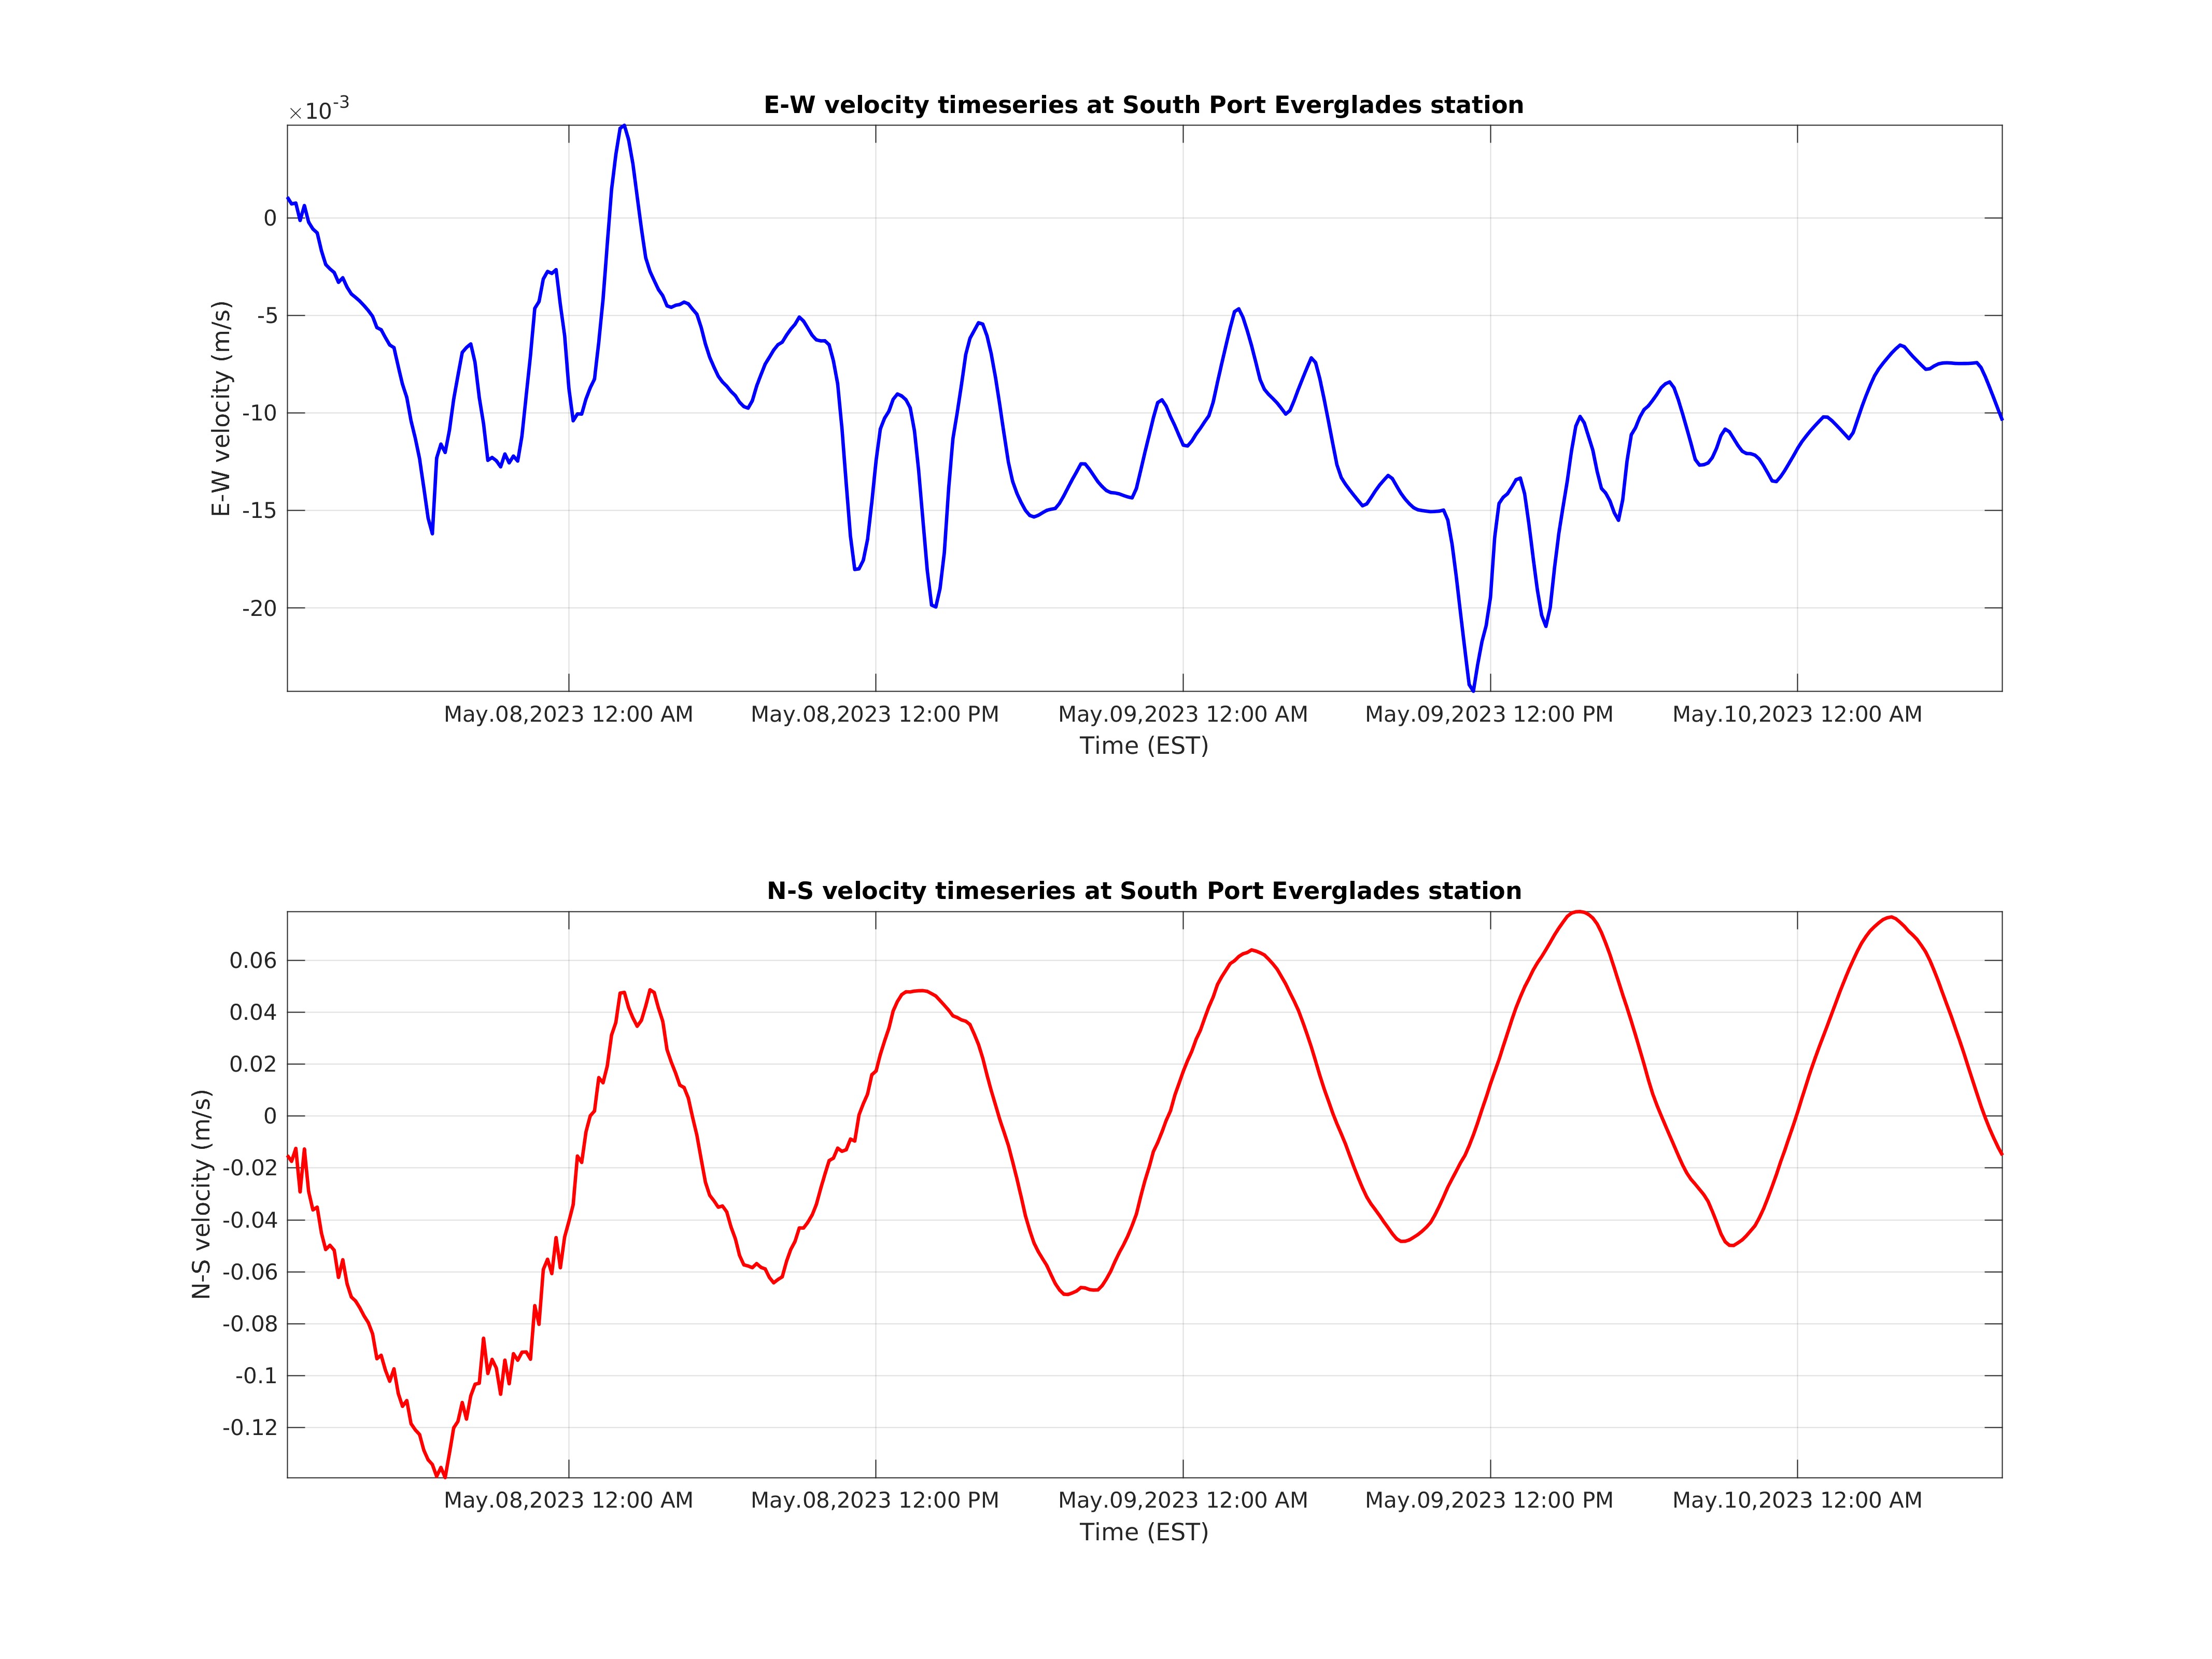 E-W velocity timeseries at South Port Everglades station
×10-3
0
-5
-10
-15
-20
E-W velocity (m/s)
May.08,2023 12:00 AM May.08,2023 12:00 PM May.09,2023 12:00 AM May.09,2023 12:00 PM May.10,2023 12:00 AM
Time (EST)
N-S velocity timeseries at South Port Everglades station
0.06
0.04
0.02
0
-0.02
-0.04
-0.06
-0.08
-0.1
-0.12
N-S velocity (m/s)
May.08,2023 12:00 AM May.08,2023 12:00 PM May.09,2023 12:00 AM May.09,2023 12:00 PM May.10,2023 12:00 AM
Time (EST)